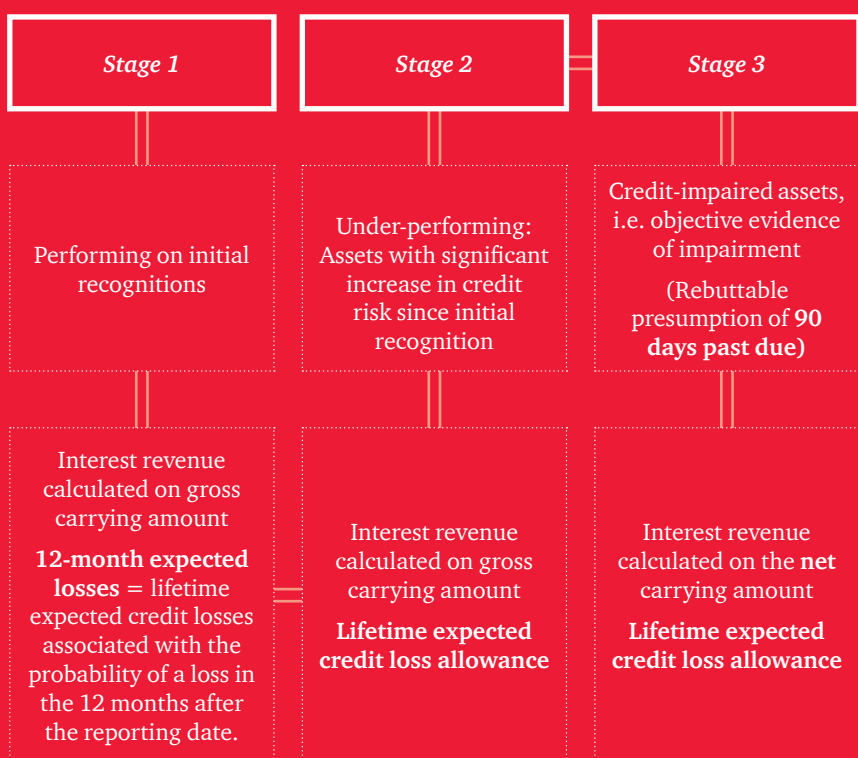 Stage 1
Stage 2
Stage 3
Performing on initial
recognitions
Under-performing:
Assets with significant
increase in credit
risk since initial
recognition
Credit-impaired assets,
i.e. objective evidence
of impairment
(Rebuttable
presumption of 90
days past due)
Interest revenue
calculated on gross
carrying amount
12-month expected
losses = lifetime
expected credit losses
associated with the
probability of a loss in
the 12 months after
the reporting date.
Interest revenue
calculated on gross
carrying amount
Lifetime expected
credit loss allowance
Interest revenue
calculated on the net
carrying amount
Lifetime expected
credit loss allowance